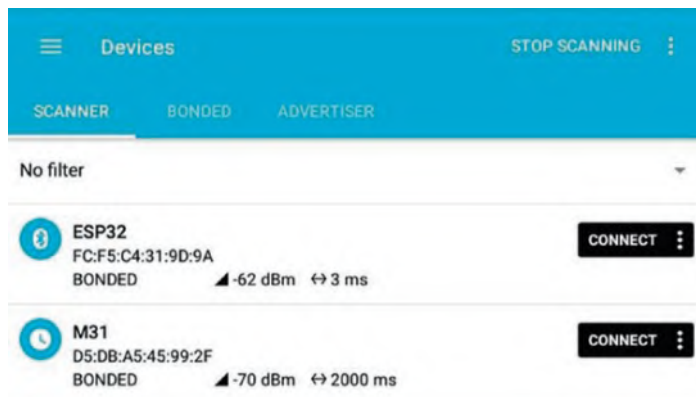 Devices STOP SCANNING
SCANNER BONDED ADVERTISER
No filter
ESP32
CONNECT
FC:F5:C4:31:9D:9A
BONDED -62 dBm ↔ 3 ms
M31
CONNECT
D5:DB:A5:45:99:2F
BONDED -70 dBm ↔ 2000 ms